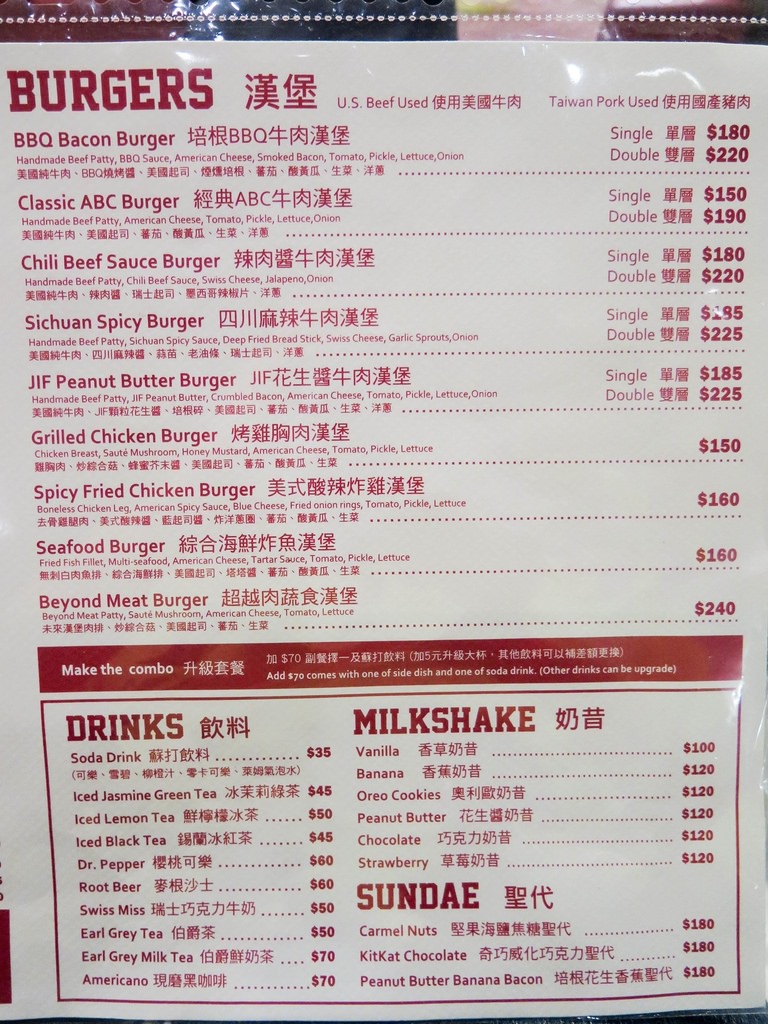 BURGERS 漢堡 U.S. Beef Used 使用美國牛肉 Taiwan Pork Used 使用國產豬肉
BBQ Bacon Burger 培根BBQ牛肉漢堡 Single 單層 $180
Handmade Beef Patty, BBQ Sauce, American Cheese, Smoked Bacon, Tomato, Pickle, Lettuce,Onion Double 雙層 $220
美國純牛肉、BBQ燒烤醬、美國起司、煙燻培根、蕃茄、酸黃瓜、生菜、洋蔥
Classic ABC Burger 經典ABC牛肉漢堡 Single 單層 $150
Handmade Beef Patty, American Cheese, Tomato, Pickle, Lettuce,Onion Double 雙層 $190
美國純牛肉、美國起司、蕃茄、酸黃瓜、生菜、洋蔥
Chili Beef Sauce Burger 辣肉醬牛肉漢堡 Single 單層 $180
Handmade Beef Patty, Chili Beef Sauce, Swiss Cheese, Jalapeno,Onion Double 雙層 $220
美國純牛肉、辣肉醬、瑞士起司、墨西哥辣椒片、洋蔥
Sichuan Spicy Burger 四川麻辣牛肉漢堡 Single 單層 $185
Handmade Beef Patty, Sichuan Spicy Sauce, Deep Fried Bread Stick, Swiss Cheese, Garlic Sprouts,Onion Double 雙層 $225
美國純牛肉、四川麻辣醬、蒜苗、老油條、瑞士起司、洋蔥
JIF Peanut Butter Burger JIF花生醬牛肉漢堡 Single 單層 $185
Handmade Beef Patty, JIF Peanut Butter, Crumbled Bacon, American Cheese, Tomato, Pickle, Lettuce,Onion Double 雙層 $225
美國純牛肉、JIF顆粒花生醬、培根碎、美國起司、蕃茄、酸黃瓜、生菜、洋蔥
Grilled Chicken Burger 烤雞胸肉漢堡 $150
Chicken Breast, Sauté Mushroom, Honey Mustard, American Cheese, Tomato, Pickle, Lettuce
雞胸肉、炒綜合菇、蜂蜜芥末醬、美國起司、蕃茄、酸黃瓜、生菜
Spicy Fried Chicken Burger 美式酸辣炸雞漢堡 $160
Boneless Chicken Leg, American Spicy Sauce, Blue Cheese, Fried onion rings, Tomato, Pickle, Lettuce
去骨雞腿肉、美式酸辣醬、藍起司醬、炸洋蔥圈、蕃茄、酸黃瓜、生菜
Seafood Burger 綜合海鮮炸魚漢堡 $160
Fried Fish Fillet, Multi-seafood, American Cheese, Tartar Sauce, Tomato, Pickle, Lettuce
無刺白肉魚排、綜合海鮮排、美國起司、塔塔醬、蕃茄、酸黃瓜、生菜
Beyond Meat Burger 超越肉蔬食漢堡 $240
Beyond Meat Patty, Sauté Mushroom, American Cheese, Tomato, Lettuce
未來漢堡肉排、炒綜合菇、美國起司、蕃茄、生菜
Make the combo 升級套餐
加 $70 副餐擇一及蘇打飲料 (加5元升級大杯，其他飲料可以補差額更換)
Add $70 comes with one of side dish and one of soda drink. (Other drinks can be upgrade)
DRINKS 飲料
Soda Drink 蘇打飲料 $35
(可樂、雪碧、柳橙汁、零卡可樂、萊姆氣泡水)
Iced Jasmine Green Tea 冰茉莉綠茶 $45
Iced Lemon Tea 鮮檸檬冰茶 $50
Iced Black Tea 錫蘭冰紅茶 $45
Dr. Pepper 櫻桃可樂 $60
Root Beer 麥根沙士 $60
Swiss Miss 瑞士巧克力牛奶 $50
Earl Grey Tea 伯爵茶 $50
Earl Grey Milk Tea 伯爵鮮奶茶 $70
Americano 現磨黑咖啡 $70
MILKSHAKE 奶昔
Vanilla 香草奶昔 $100
Banana 香蕉奶昔 $120
Oreo Cookies 奧利歐奶昔 $120
Peanut Butter 花生醬奶昔 $120
Chocolate 巧克力奶昔 $120
Strawberry 草莓奶昔 $120
SUNDAE 聖代
Carmel Nuts 堅果海鹽焦糖聖代 $180
KitKat Chocolate 奇巧威化巧克力聖代 $180
Peanut Butter Banana Bacon 培根花生香蕉聖代 $180